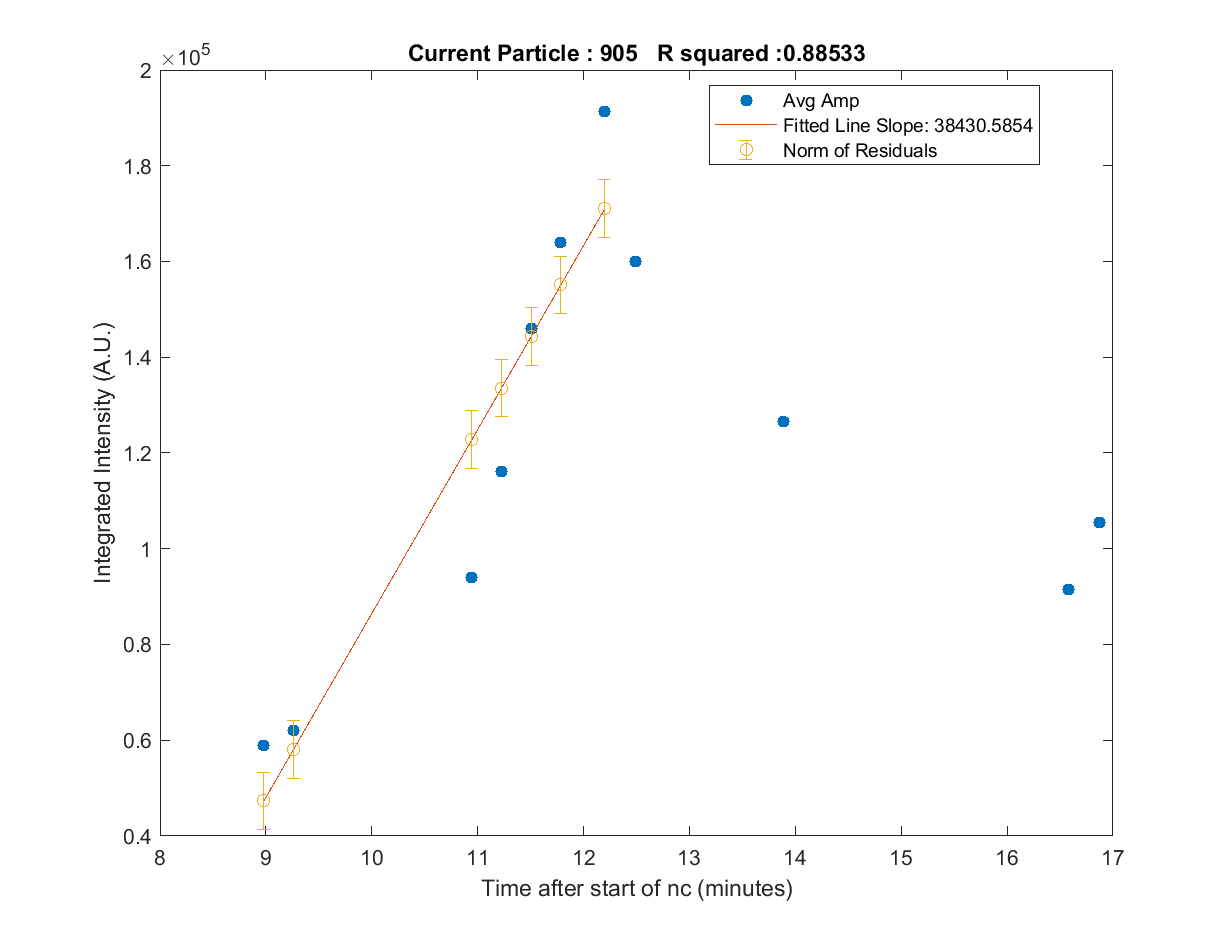 Current Particle : 905 R squared :0.88533
×10⁵
Avg Amp
Fitted Line Slope: 38430.5854
Norm of Residuals
2
1.8
1.6
1.4
1.2
1
0.8
0.6
0.4
Integrated Intensity (A.U.)
8 9 10 11 12 13 14 15 16 17
Time after start of nc (minutes)